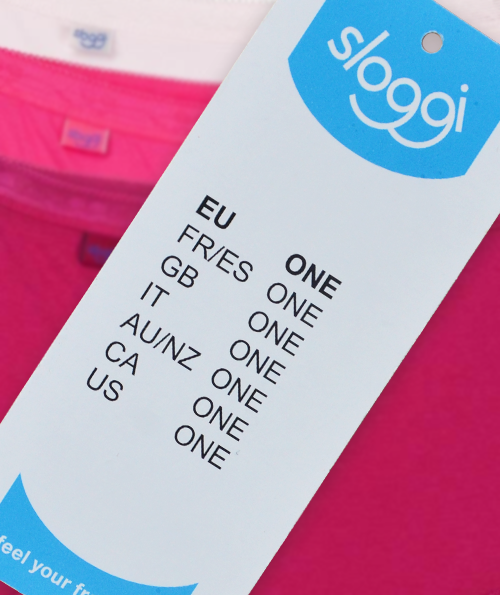 sloggi
EU ONE
FR/ES ONE
GB ONE
IT ONE
AU/NZ ONE
CA ONE
US ONE
feel your